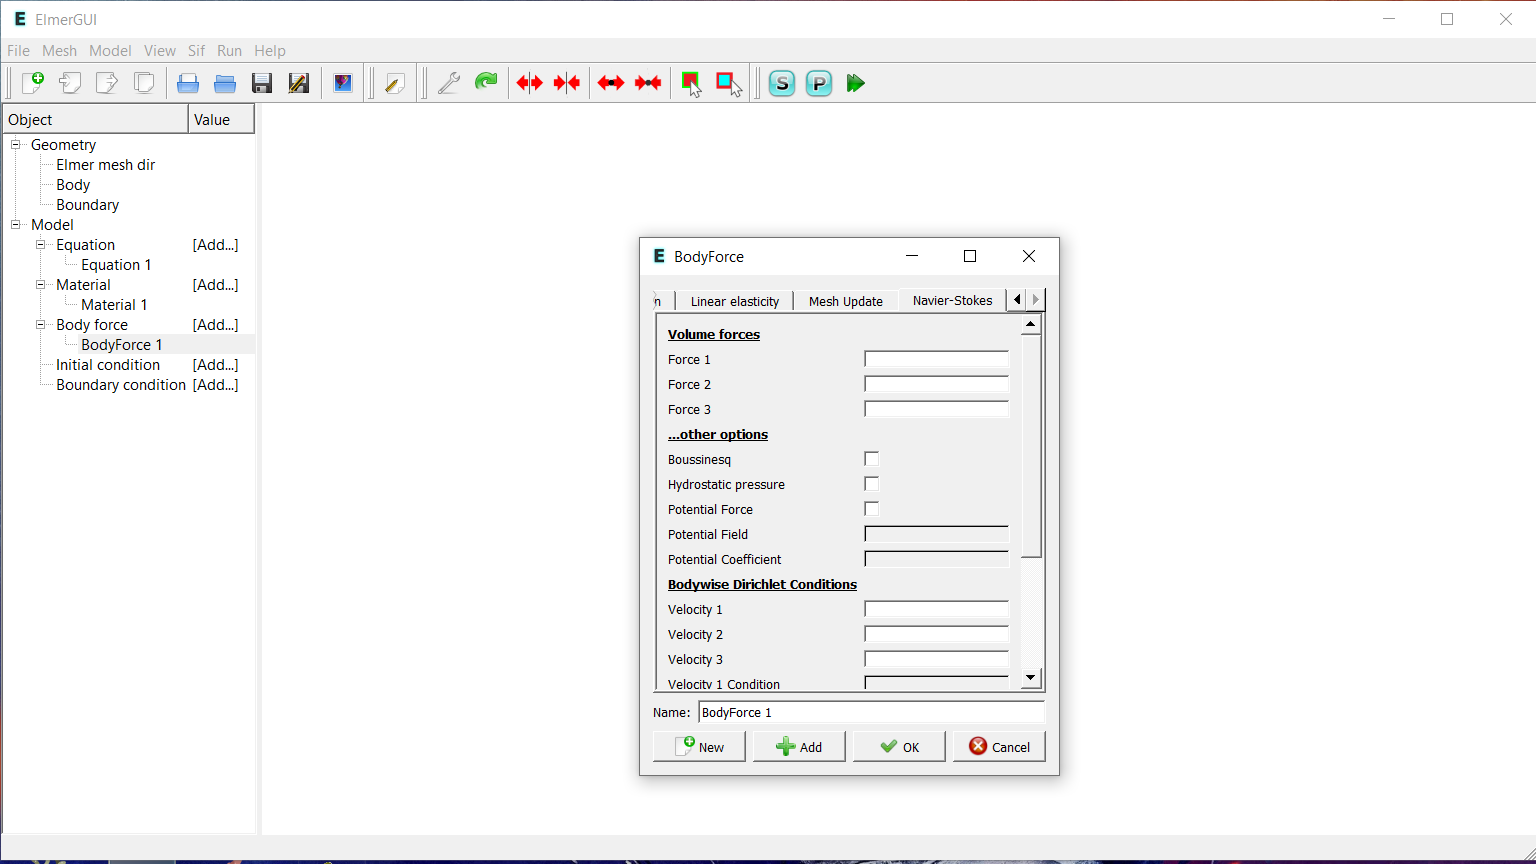 ElmerGUI
File Mesh Model View Sif Run Help
S P
Object Value
Geometry
Elmer mesh dir
Body
Boundary
Model
Equation [Add...]
Equation 1
Material [Add...]
Material 1
Body force [Add...]
BodyForce 1
Initial condition [Add...]
Boundary condition [Add...]
E BodyForce
n Linear elasticity Mesh Update Navier-Stokes
Volume forces
Force 1
Force 2
Force 3
...other options
Boussinesq
Hydrostatic pressure
Potential Force
Potential Field
Potential Coefficient
Bodywise Dirichlet Conditions
Velocity 1
Velocity 2
Velocity 3
Velocity 1 Condition
Name: BodyForce 1
New Add OK Cancel